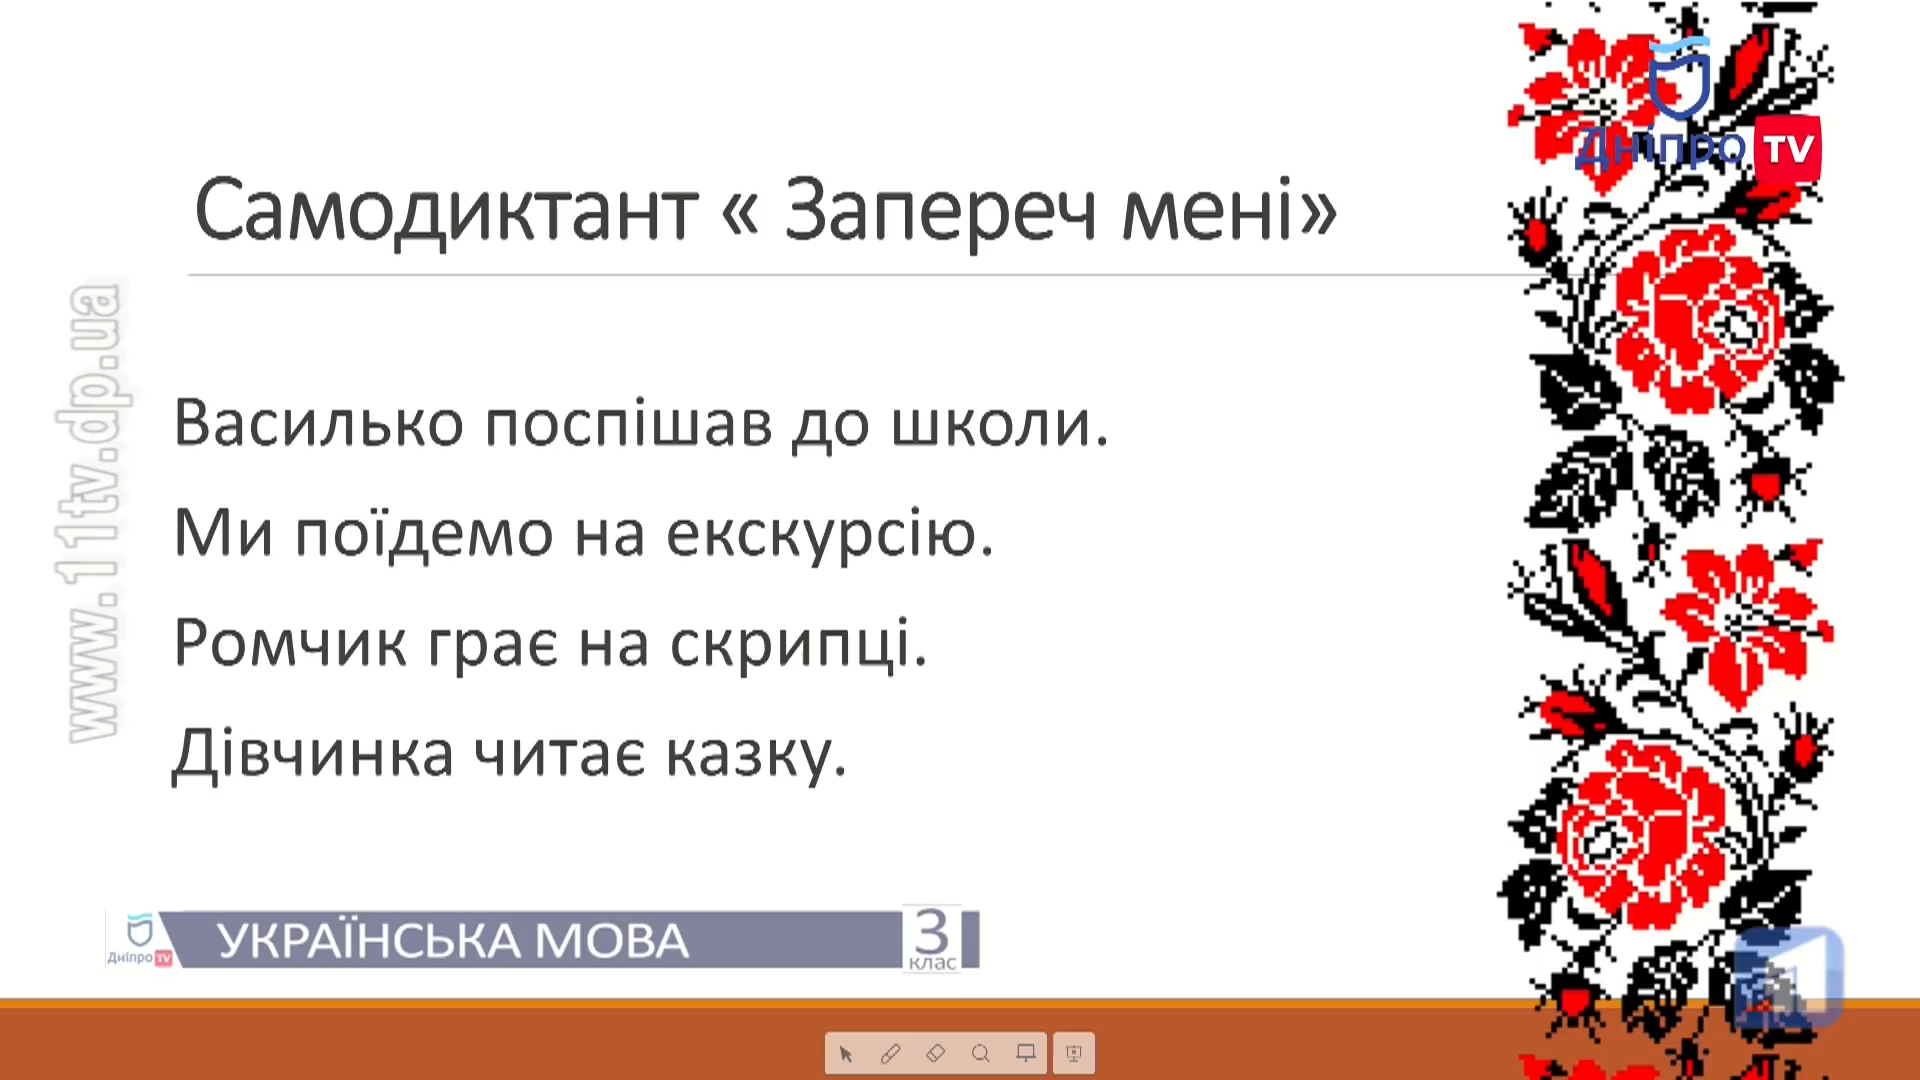 Дніпро TV
Самодиктант « Запереч мені»
www.11tv.dp.ua
Василько поспішав до школи.
Ми поїдемо на екскурсію.
Ромчик грає на скрипці.
Дівчинка читає казку.
Дніпро TV
УКРАЇНСЬКА МОВА
3
клас